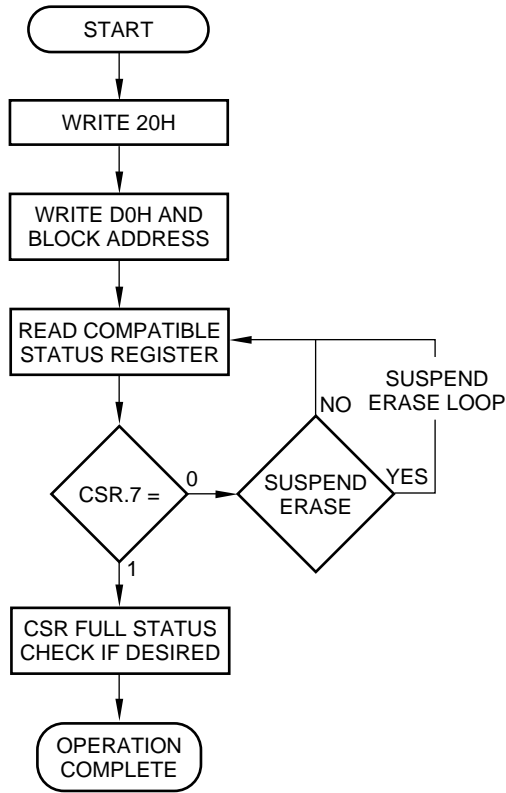 START
WRITE 20H
WRITE D0H AND
BLOCK ADDRESS
READ COMPATIBLE
STATUS REGISTER
SUSPEND
ERASE LOOP
NO
CSR.7 =
0
SUSPEND
ERASE
YES
1
CSR FULL STATUS
CHECK IF DESIRED
OPERATION
COMPLETE